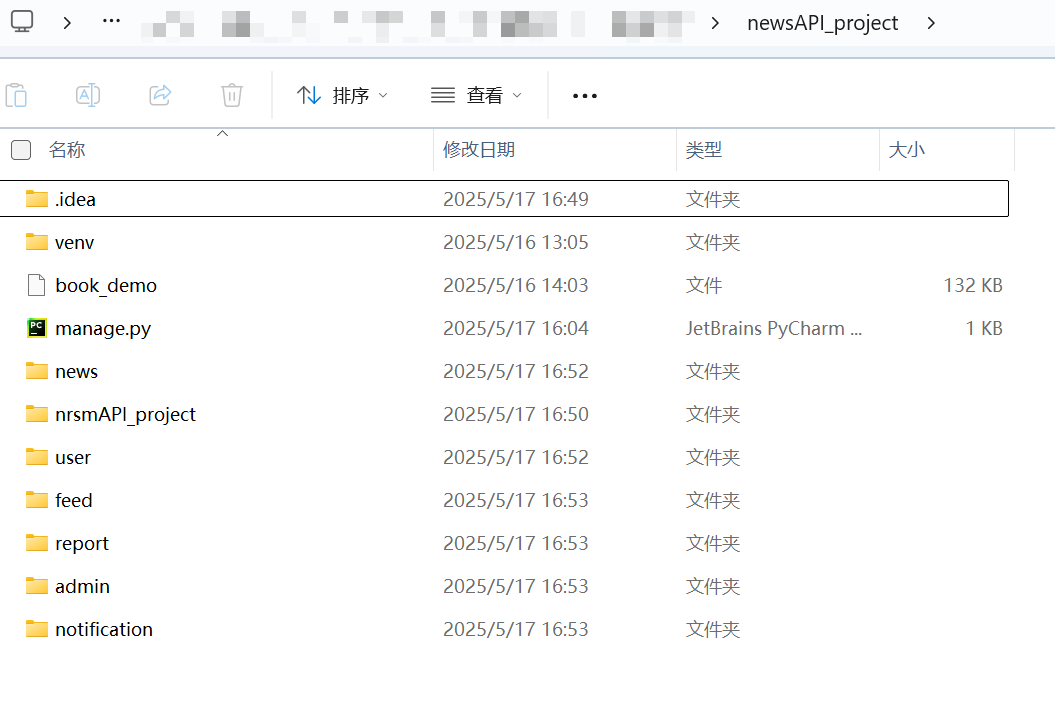 ... newsAPI_project
排序 查看
名称 修改日期 类型 大小
.idea 2025/5/17 16:49 文件夹
venv 2025/5/16 13:05 文件夹
book_demo 2025/5/16 14:03 文件 132 KB
manage.py 2025/5/17 16:04 JetBrains PyCharm ... 1 KB
news 2025/5/17 16:52 文件夹
nrsmAPI_project 2025/5/17 16:50 文件夹
user 2025/5/17 16:52 文件夹
feed 2025/5/17 16:53 文件夹
report 2025/5/17 16:53 文件夹
admin 2025/5/17 16:53 文件夹
notification 2025/5/17 16:53 文件夹